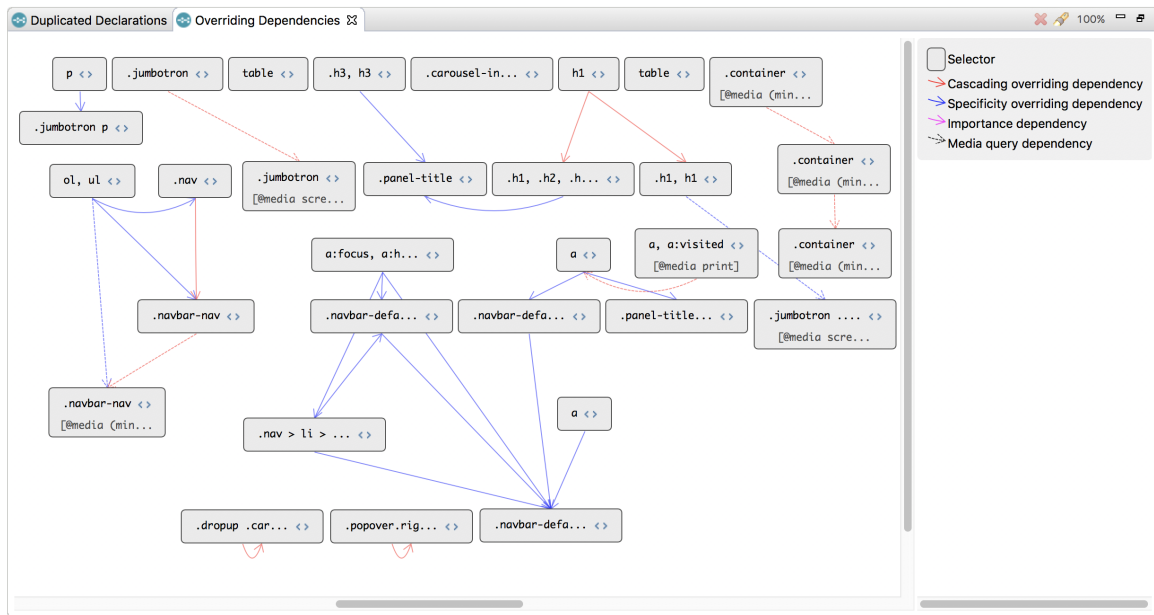 Duplicated Declarations
Overriding Dependencies
100%
p <>
.jumbotron <>
table <>
.h3, h3 <>
.carousel-in... <>
h1 <>
table <>
.container <>
[@media (min...
.jumbotron p <>
.container <>
[@media (min...
ol, ul <>
.nav <>
.jumbotron <>
[@media scre...
.panel-title <>
.h1, .h2, .h... <>
.h1, h1 <>
a:focus, a:h... <>
a <>
a, a:visited <>
[@media print]
.container <>
[@media (min...
.navbar-nav <>
.navbar-defa... <>
.navbar-defa... <>
.panel-title... <>
.jumbotron .... <>
[@media scre...
.navbar-nav <>
[@media (min...
.nav > li > ... <>
a <>
.dropup .car... <>
.popover.rig... <>
.navbar-defa... <>
Selector
Cascading overriding dependency
Specificity overriding dependency
Importance dependency
Media query dependency